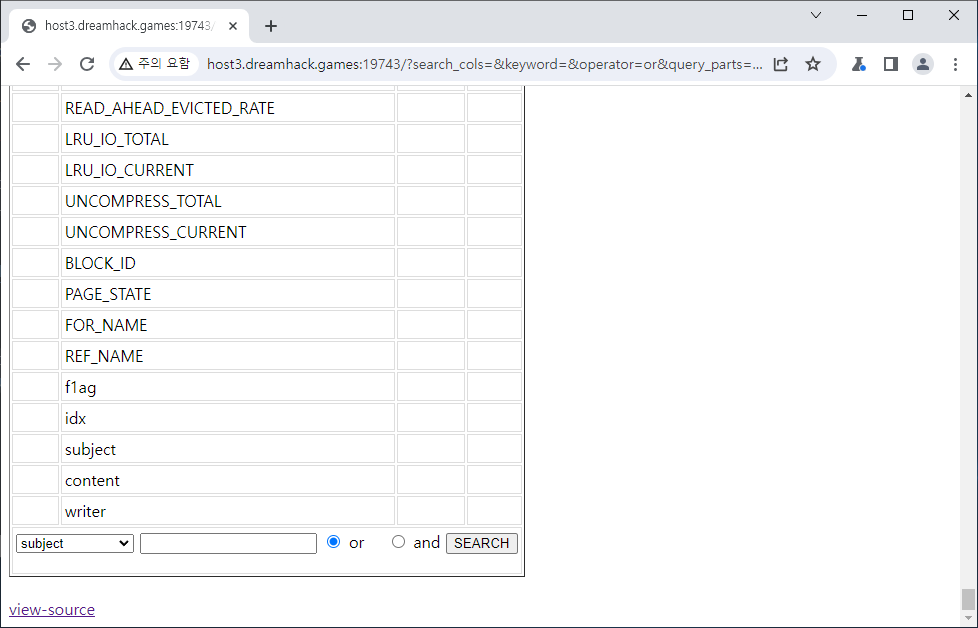 host3.dreamhack.games:19743/
주의 요함 host3.dreamhack.games:19743/?search_cols=&keyword=&operator=or&query_parts=...
READ_AHEAD_EVICTED_RATE
LRU_IO_TOTAL
LRU_IO_CURRENT
UNCOMPRESS_TOTAL
UNCOMPRESS_CURRENT
BLOCK_ID
PAGE_STATE
FOR_NAME
REF_NAME
f1ag
idx
subject
content
writer
subject or and SEARCH
view-source